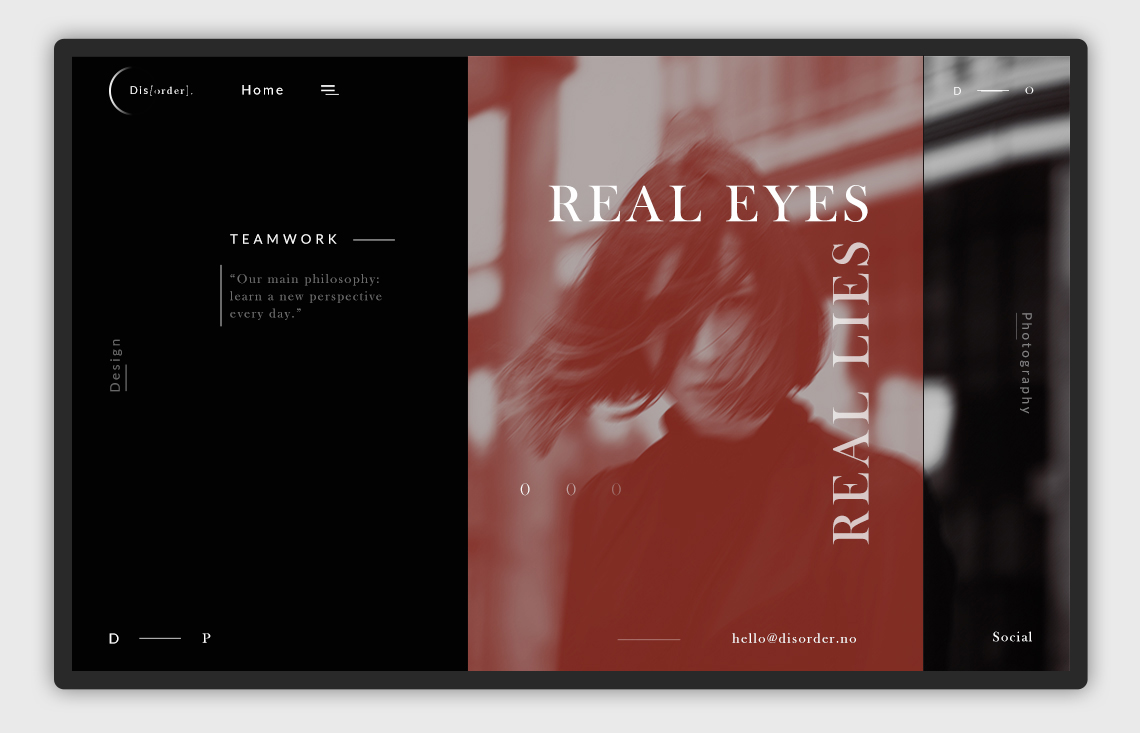 Dis[order].
Home
D O
REAL EYES
REAL LIES
TEAMWORK
“Our main philosophy:
learn a new perspective
every day.”
Design
Photography
0 0 0
D P
hello@disorder.no
Social